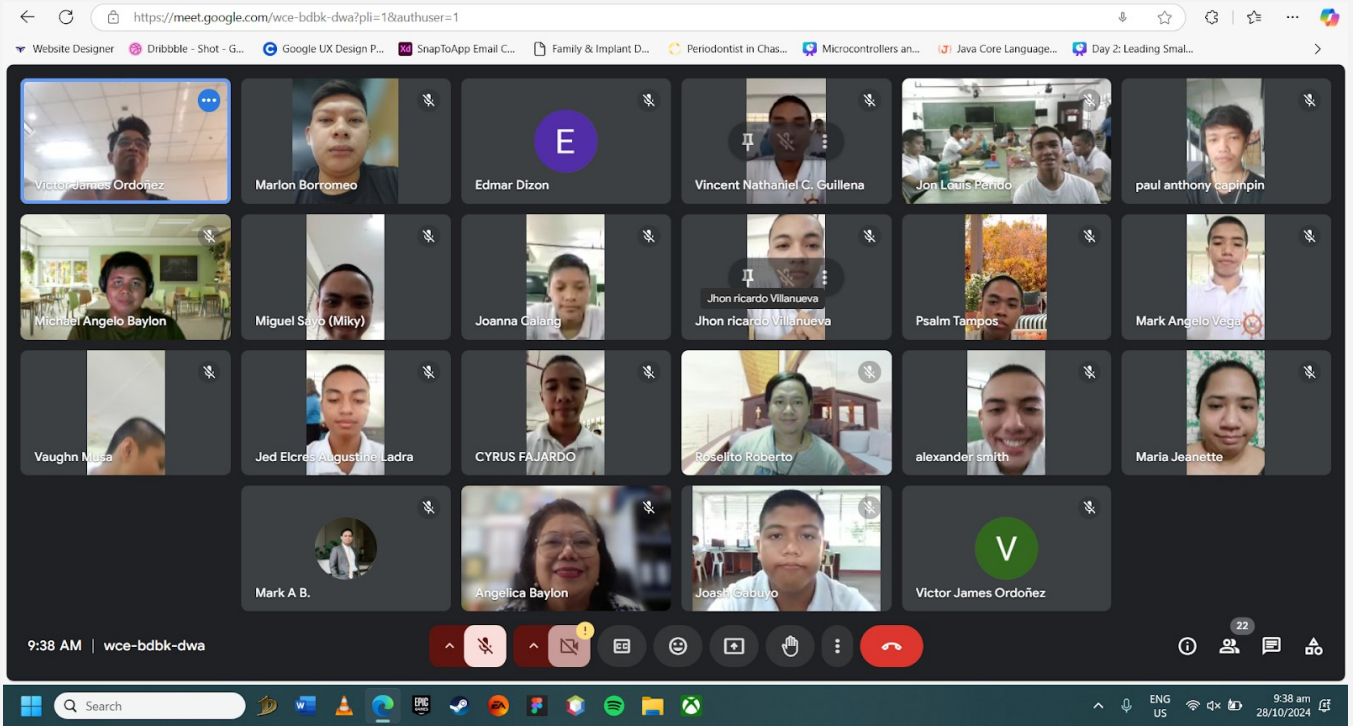 https://meet.google.com/wce-bdbk-dwa?pli=1&authuser=1
Website Designer
Dribbble - Shot - G...
Google UX Design P...
Xd
SnapToApp Email C...
Family & Implant D...
Periodontist in Chas...
Microcontrollers an...
Java Core Language...
Day 2: Leading Smal...
Victor James Ordoñez
Marlon Borromeo
E
Edmar Dizon
Vincent Nathaniel C. Guillena
Jon Louis Perido
paul anthony capinpin
Michael Angelo Baylon
Miguel Sayo (Miky)
Joanna Calang
Jhon ricardo Villanueva
Jhon ricardo Villanueva
Psalm Tampos
Mark Angelo Vega
Vaughn Musa
Jed Elcres Augustine Ladra
CYRUS FAJARDO
Roselito Roberto
alexander smith
Maria Jeanette
Mark A B.
Angelica Baylon
Joash Gabuyo
V
Victor James Ordoñez
9:38 AM | wce-bdbk-dwa
22
Search
EPIC GAMES
EA
ENG
US
9:38 am
28/10/2024